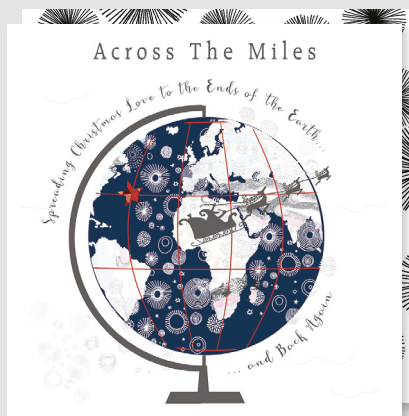 Across The Miles
Spreading Christmas Love to the Ends of the Earth...
... and Back Again